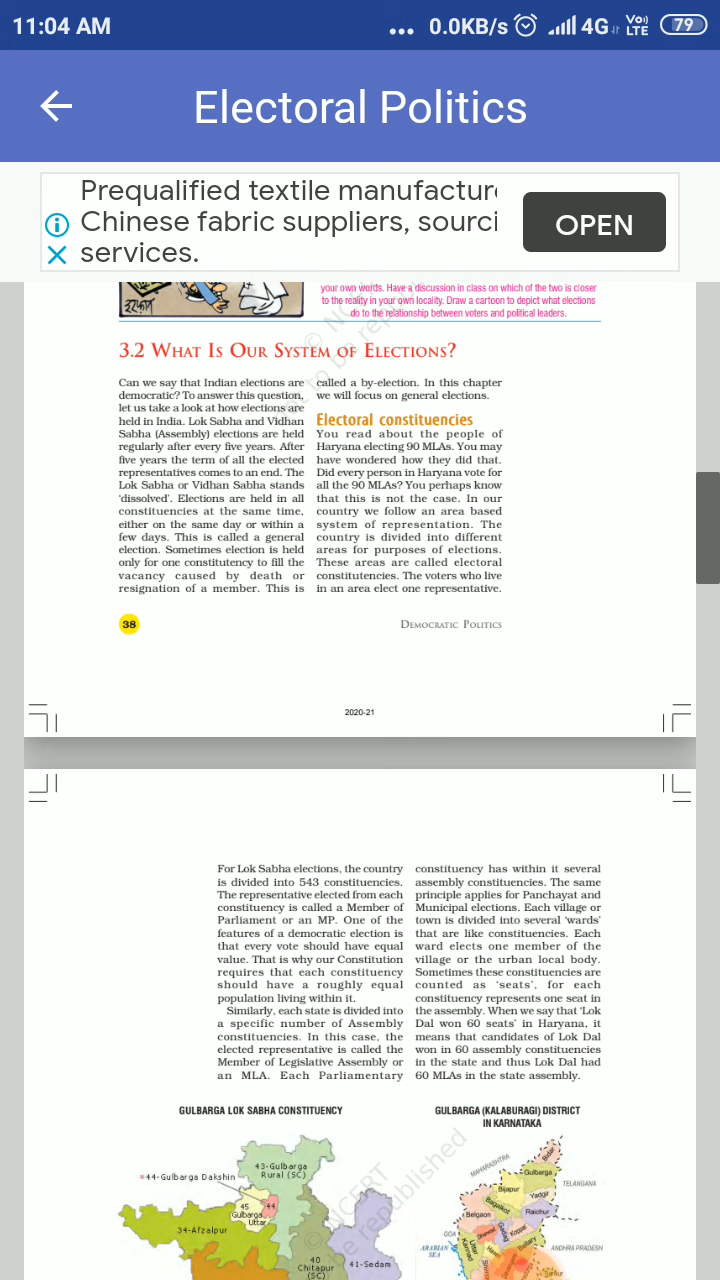 11:04 AM
... 0.0KB/s 4G VoLTE 79
Electoral Politics
Prequalified textile manufactur
Chinese fabric suppliers, sourci
services.
OPEN
your own words. Have a discussion in class on which of the two is closer
to the reality in your own locality. Draw a cartoon to depict what elections
do to the relationship between voters and political leaders.
3.2 WHAT IS OUR SYSTEM OF ELECTIONS?
Can we say that Indian elections are
democratic? To answer this question,
let us take a look at how elections are
held in India. Lok Sabha and Vidhan
Sabha (Assembly) elections are held
regularly after every five years. After
five years the term of all the elected
representatives comes to an end. The
Lok Sabha or Vidhan Sabha stands
‘dissolved’. Elections are held in all
constituencies at the same time,
either on the same day or within a
few days. This is called a general
election. Sometimes election is held
only for one constitutency to fill the
vacancy caused by death or
resignation of a member. This is
called a by-election. In this chapter
we will focus on general elections.
Electoral constituencies
You read about the people of
Haryana electing 90 MLAs. You may
have wondered how they did that.
Did every person in Haryana vote for
all the 90 MLAs? You perhaps know
that this is not the case. In our
country we follow an area based
system of representation. The
country is divided into different
areas for purposes of elections.
These areas are called electoral
constitutencies. The voters who live
in an area elect one representative.
38
DEMOCRATIC POLITICS
2020-21
For Lok Sabha elections, the country
is divided into 543 constituencies.
The representative elected from each
constituency is called a Member of
Parliament or an MP. One of the
features of a democratic election is
that every vote should have equal
value. That is why our Constitution
requires that each constituency
should have a roughly equal
population living within it.
Similarly, each state is divided into
a specific number of Assembly
constituencies. In this case, the
elected representative is called the
Member of Legislative Assembly or
an MLA. Each Parliamentary
constituency has within it several
assembly constituencies. The same
principle applies for Panchayat and
Municipal elections. Each village or
town is divided into several ‘wards’
that are like constituencies. Each
ward elects one member of the
village or the urban local body.
Sometimes these constituencies are
counted as ‘seats’, for each
constituency represents one seat in
the assembly. When we say that ‘Lok
Dal won 60 seats’ in Haryana, it
means that candidates of Lok Dal
won in 60 assembly constituencies
in the state and thus Lok Dal had
60 MLAs in the state assembly.
GULBARGA LOK SABHA CONSTITUENCY
43-Gulbarga
Rural (SC)
44-Gulbarga Dakshin
45
Gulbarga
Uttar
44
34-Afzalpur
40
Chitapur
(SC)
41-Sedam
GULBARGA (KALABURAGI) DISTRICT
IN KARNATAKA
MAHARASHTRA
Bidar
Gulbarga
TELANGANA
Bijapur
Yadgir
Bagalkot
Belgaon
Raichur
GOA
Koppal
ARABIAN
SEA
Bellary
ANDHRA PRADESH